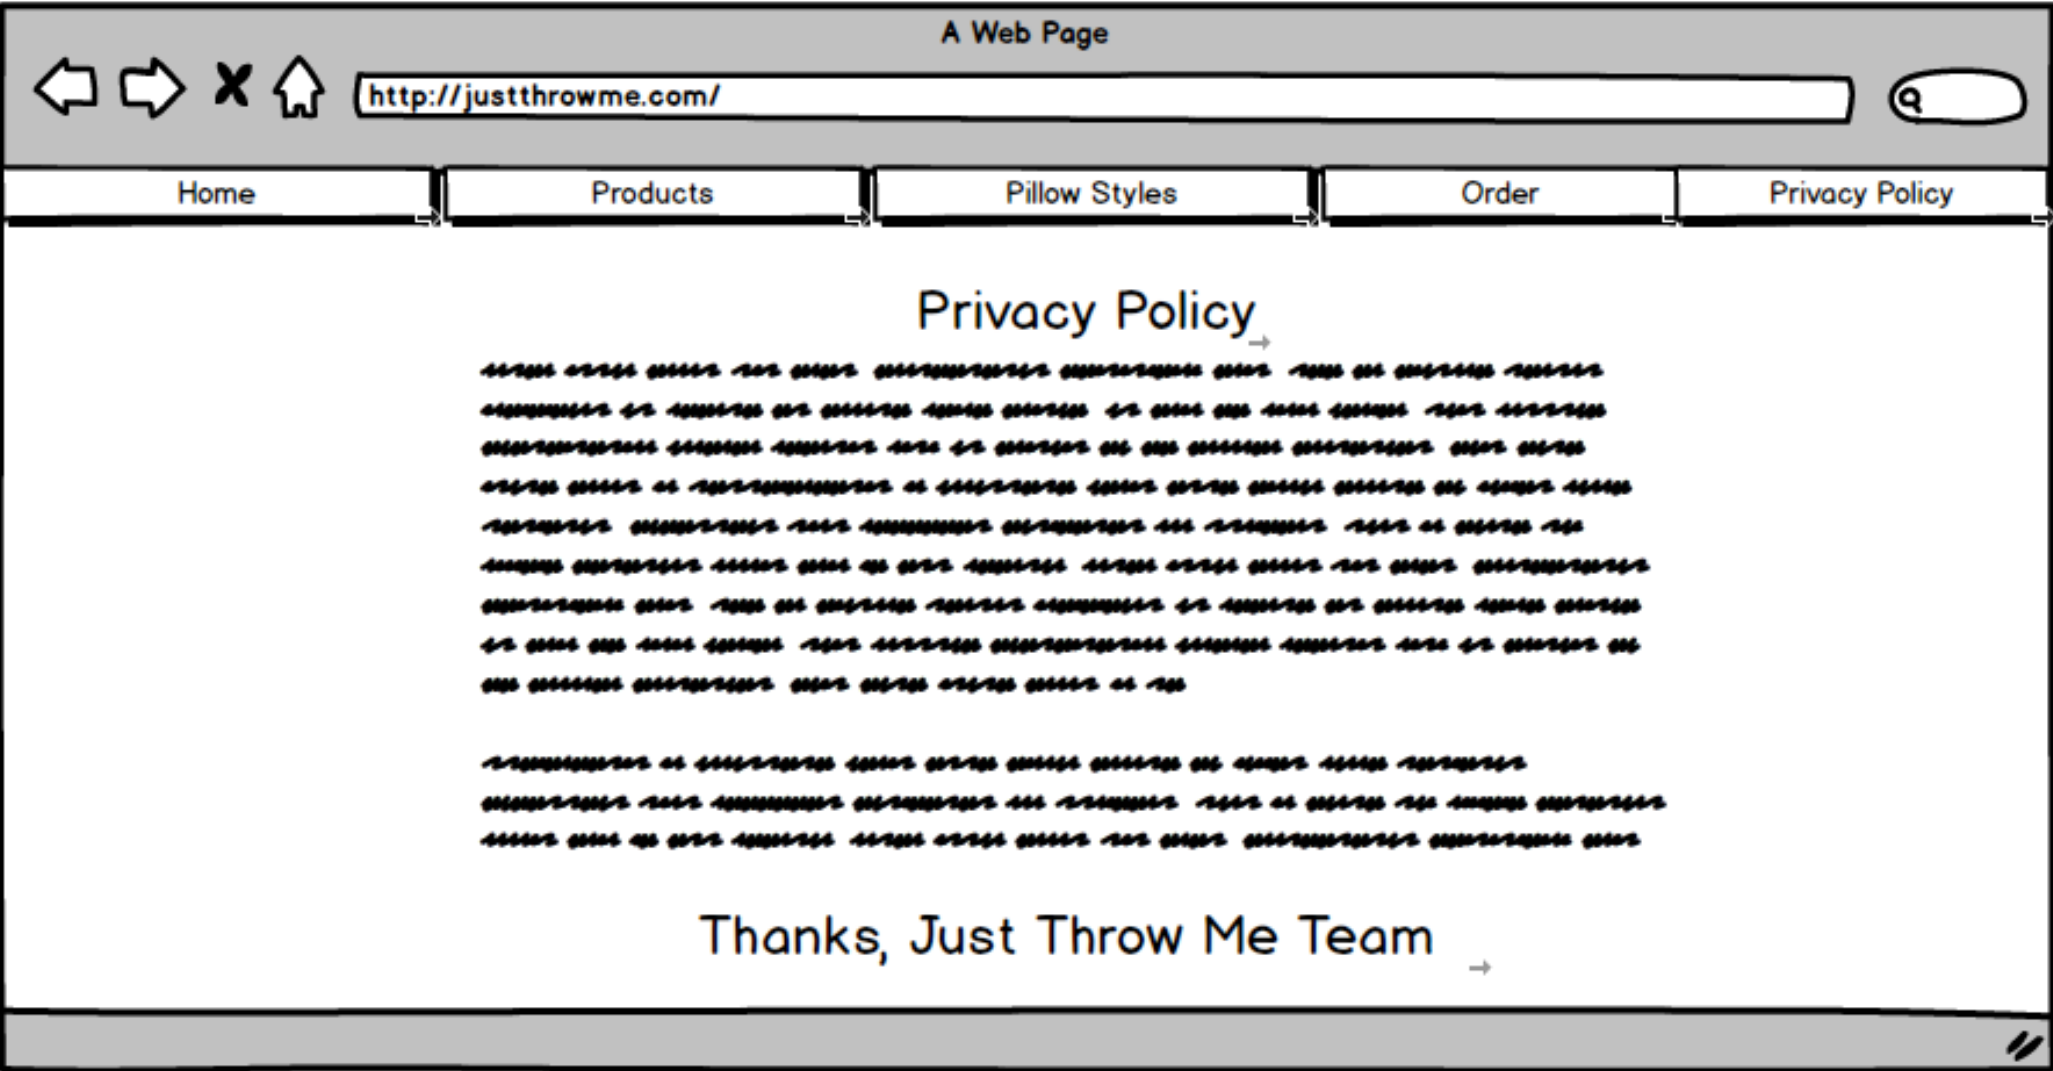 A Web Page
http://justthrowme.com/
Home
Products
Pillow Styles
Order
Privacy Policy
Privacy Policy
Thanks, Just Throw Me Team